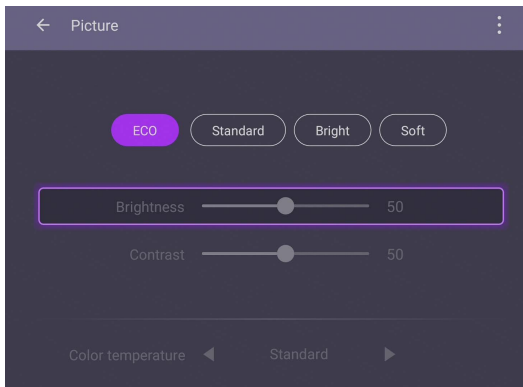 Picture
ECO Standard Bright Soft
Brightness 50
Contrast 50
Color temperature Standard